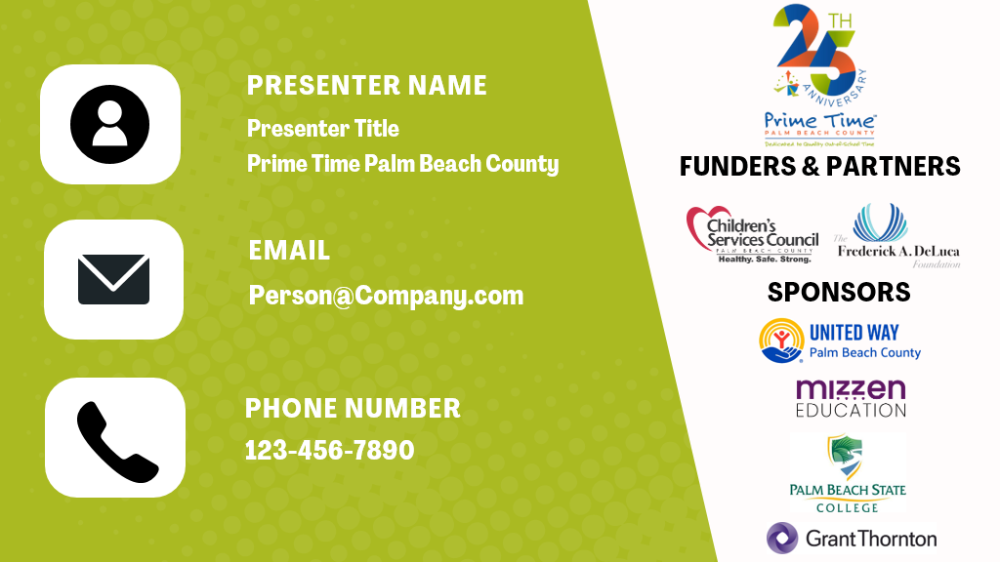 PRESENTER NAME
Presenter Title
Prime Time Palm Beach County
EMAIL
Person@Company.com
PHONE NUMBER
123-456-7890
25TH
ANNIVERSARY
Prime Time™
PALM BEACH COUNTY
Dedicated to Quality Out-of-School Time
FUNDERS & PARTNERS
Children's
Services Council
PALM BEACH COUNTY
Healthy. Safe. Strong.
The
Frederick A. DeLuca
Foundation
SPONSORS
UNITED WAY
Palm Beach County
mizzen
EDUCATION
PALM BEACH STATE
COLLEGE
GrantThornton